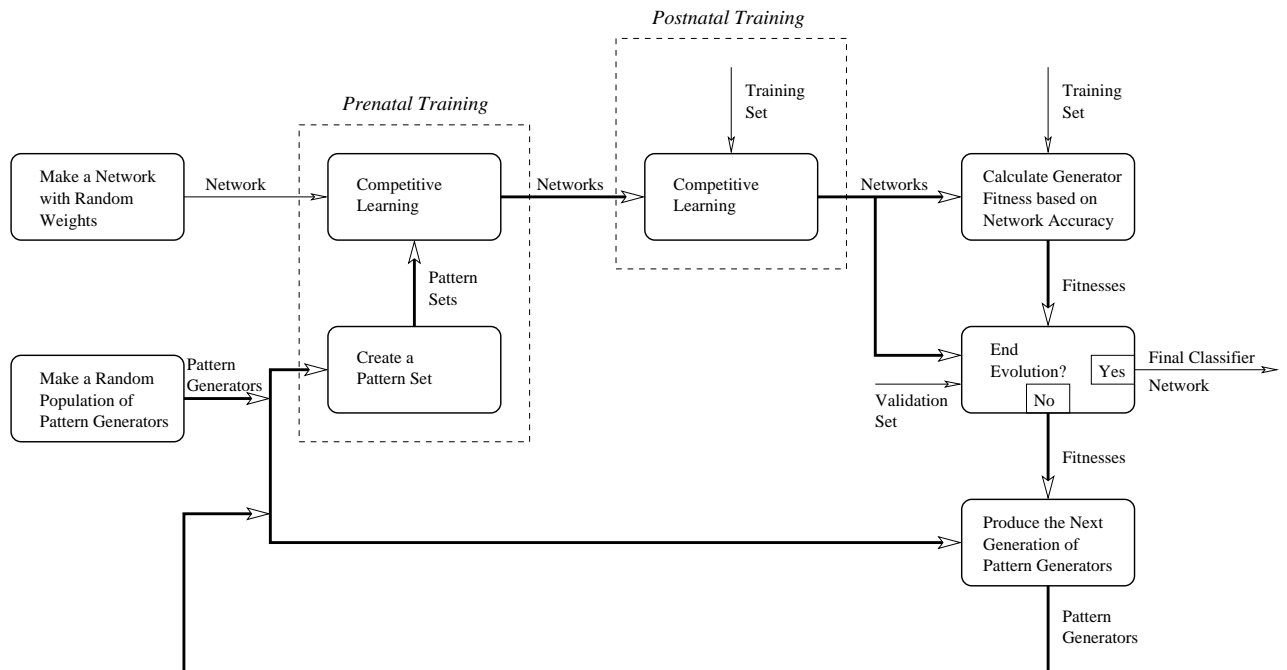 Postnatal Training
Prenatal Training
Training
Set
Training
Set
Make a Network
with Random
Weights
Network
Competitive
Learning
Networks
Competitive
Learning
Networks
Calculate Generator
Fitness based on
Network Accuracy
Pattern
Sets
Fitnesses
Make a Random
Population of
Pattern Generators
Pattern
Generators
Create a
Pattern Set
End
Evolution?
Yes
No
Final Classifier
Network
Validation
Set
Fitnesses
Produce the Next
Generation of
Pattern Generators
Pattern
Generators